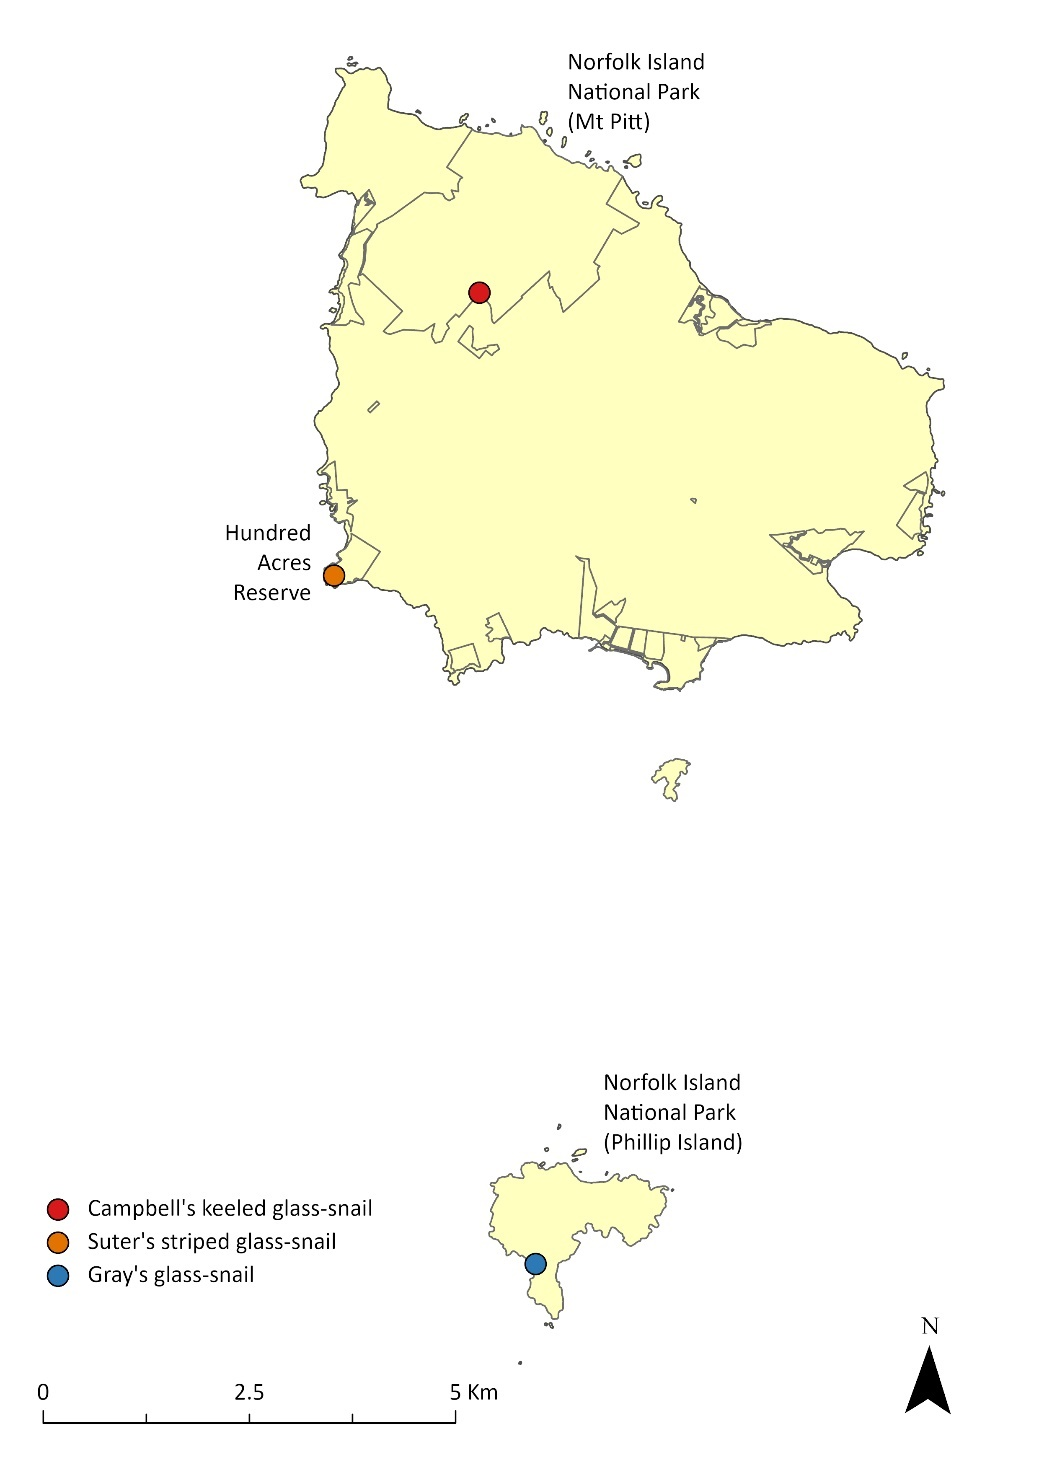 Norfolk Island
National Park
(Mt Pitt)
Hundred
Acres
Reserve
Norfolk Island
National Park
(Phillip Island)
Campbell's keeled glass-snail
Suter's striped glass-snail
Gray's glass-snail
N
0 2.5 5 Km